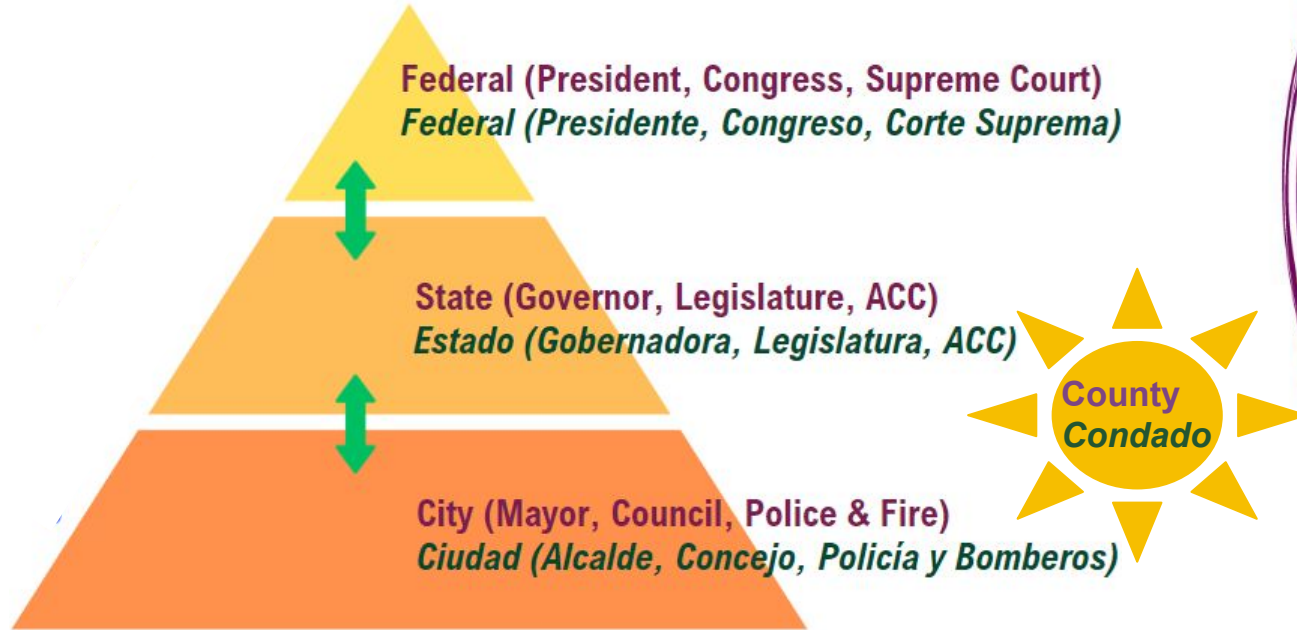 Federal (President, Congress, Supreme Court)
Federal (Presidente, Congreso, Corte Suprema)
State (Governor, Legislature, ACC)
Estado (Gobernadora, Legislatura, ACC)
County
Condado
City (Mayor, Council, Police & Fire)
Ciudad (Alcalde, Concejo, Policía y Bomberos)